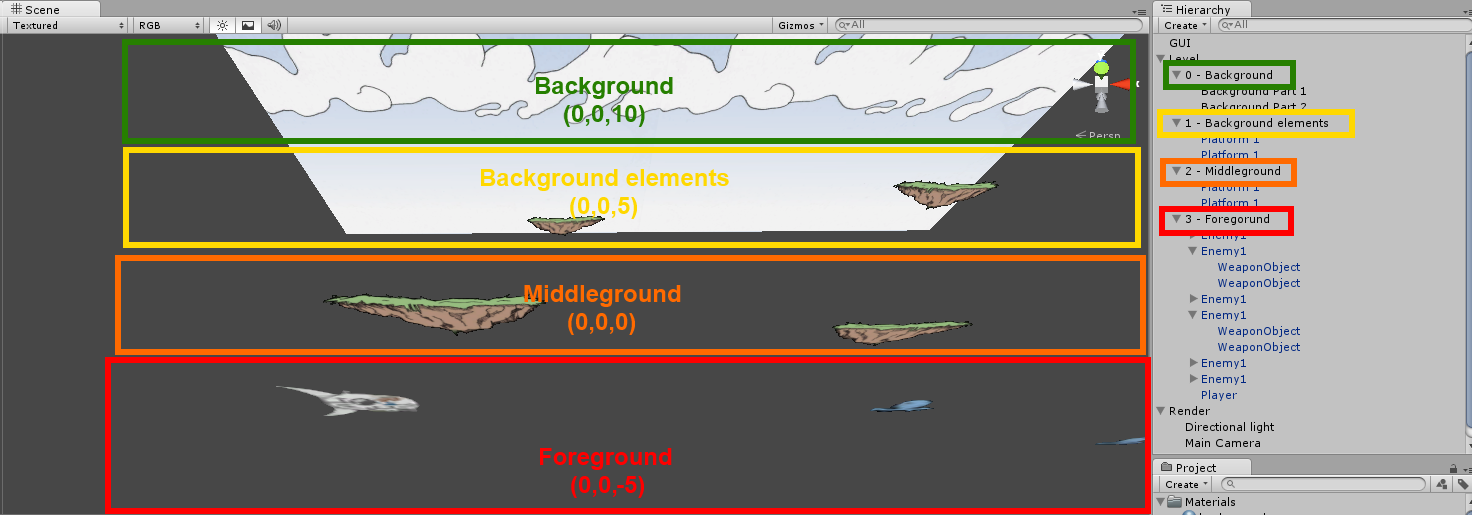 Scene
Textured
RGB
Gizmos
All
Background
(0,0,10)
Persp
Background elements
(0,0,5)
Middleground
(0,0,0)
Foreground
(0,0,-5)
Hierarchy
Create
All
GUI
Level
0 - Background
Background Part 1
Background Part 2
1 - Background elements
Platform 1
Platform 1
2 - Middleground
Platform 1
Platform 1
3 - Foregorund
Enemy1
Enemy1
WeaponObject
WeaponObject
Enemy1
Enemy1
WeaponObject
WeaponObject
Enemy1
Enemy1
Player
Render
Directional light
Main Camera
Project
Create
Materials